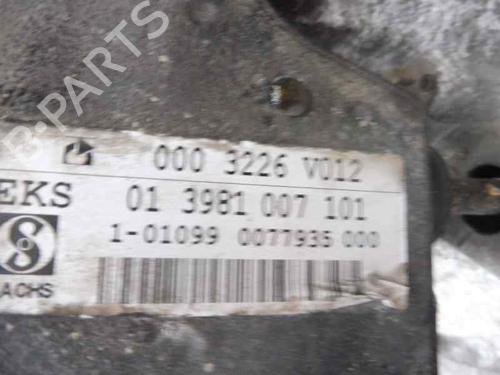 B-PARTS
000 3226 V012
EKS 01 3981 007 101
1-01099 0077935 000
S
ACHS